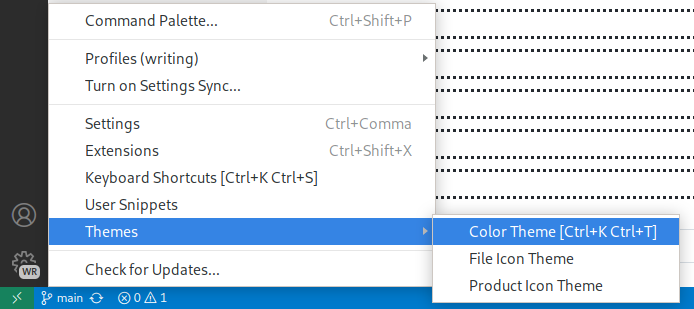 Command Palette... Ctrl+Shift+P
Profiles (writing)
Turn on Settings Sync...
Settings Ctrl+Comma
Extensions Ctrl+Shift+X
Keyboard Shortcuts [Ctrl+K Ctrl+S]
User Snippets
Themes
Color Theme [Ctrl+K Ctrl+T]
File Icon Theme
Product Icon Theme
Check for Updates...
WR
main 0 1